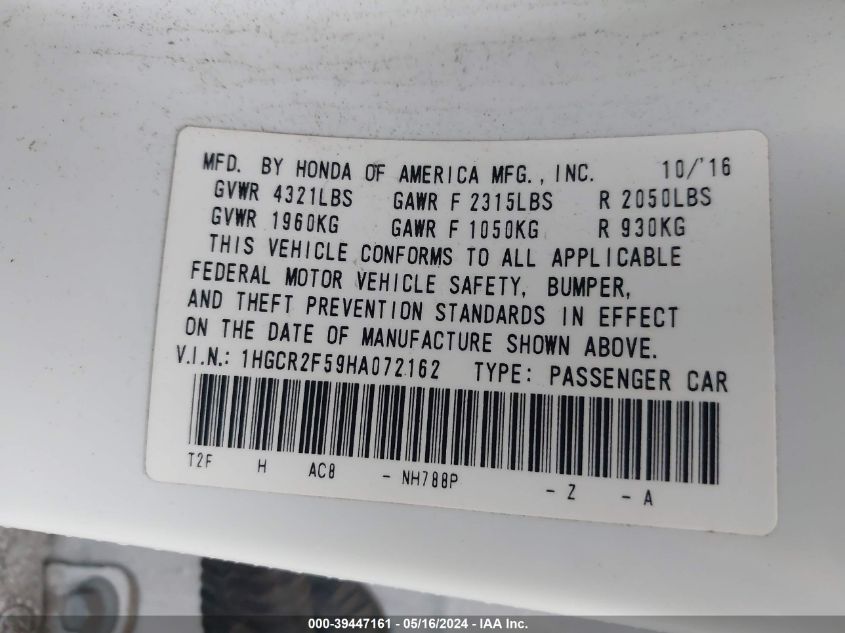 MFD. BY HONDA OF AMERICA MFG., INC. 10/'16
GVWR 4321LBS GAWR F 2315LBS R 2050LBS
GVWR 1960KG GAWR F 1050KG R 930KG
THIS VEHICLE CONFORMS TO ALL APPLICABLE
FEDERAL MOTOR VEHICLE SAFETY, BUMPER,
AND THEFT PREVENTION STANDARDS IN EFFECT
ON THE DATE OF MANUFACTURE SHOWN ABOVE.
V.I.N.: 1HGCR2F59HA072162 TYPE: PASSENGER CAR
T2F H AC8 - NH788P - Z - A
000-39447161 - 05/16/2024 - IAA Inc.